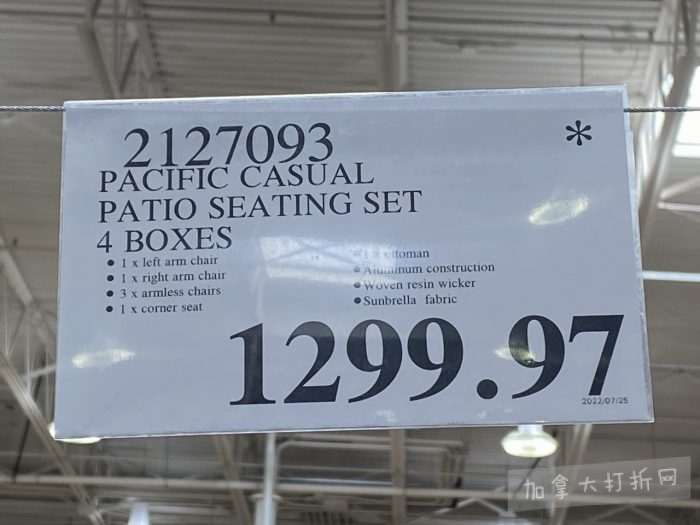 2127093
*
PACIFIC CASUAL
PATIO SEATING SET
4 BOXES
● 1 x left arm chair
● 1 x right arm chair
● 3 x armless chairs
● 1 x corner seat
● 1 x ottoman
● Aluminum construction
● Woven resin wicker
● Sunbrella fabric
1299.97
2022/07/25
加拿大打折网